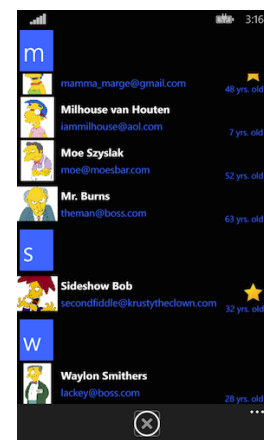 3:16
m
mamma_marge@gmail.com
48 yrs. old
Milhouse van Houten
iammilhouse@aol.com
7 yrs. old
Moe Szyslak
moe@moesbar.com
52 yrs. old
Mr. Burns
theman@boss.com
63 yrs. old
s
Sideshow Bob
secondfiddle@krustytheclown.com
32 yrs. old
w
Waylon Smithers
lackey@boss.com
28 yrs. old